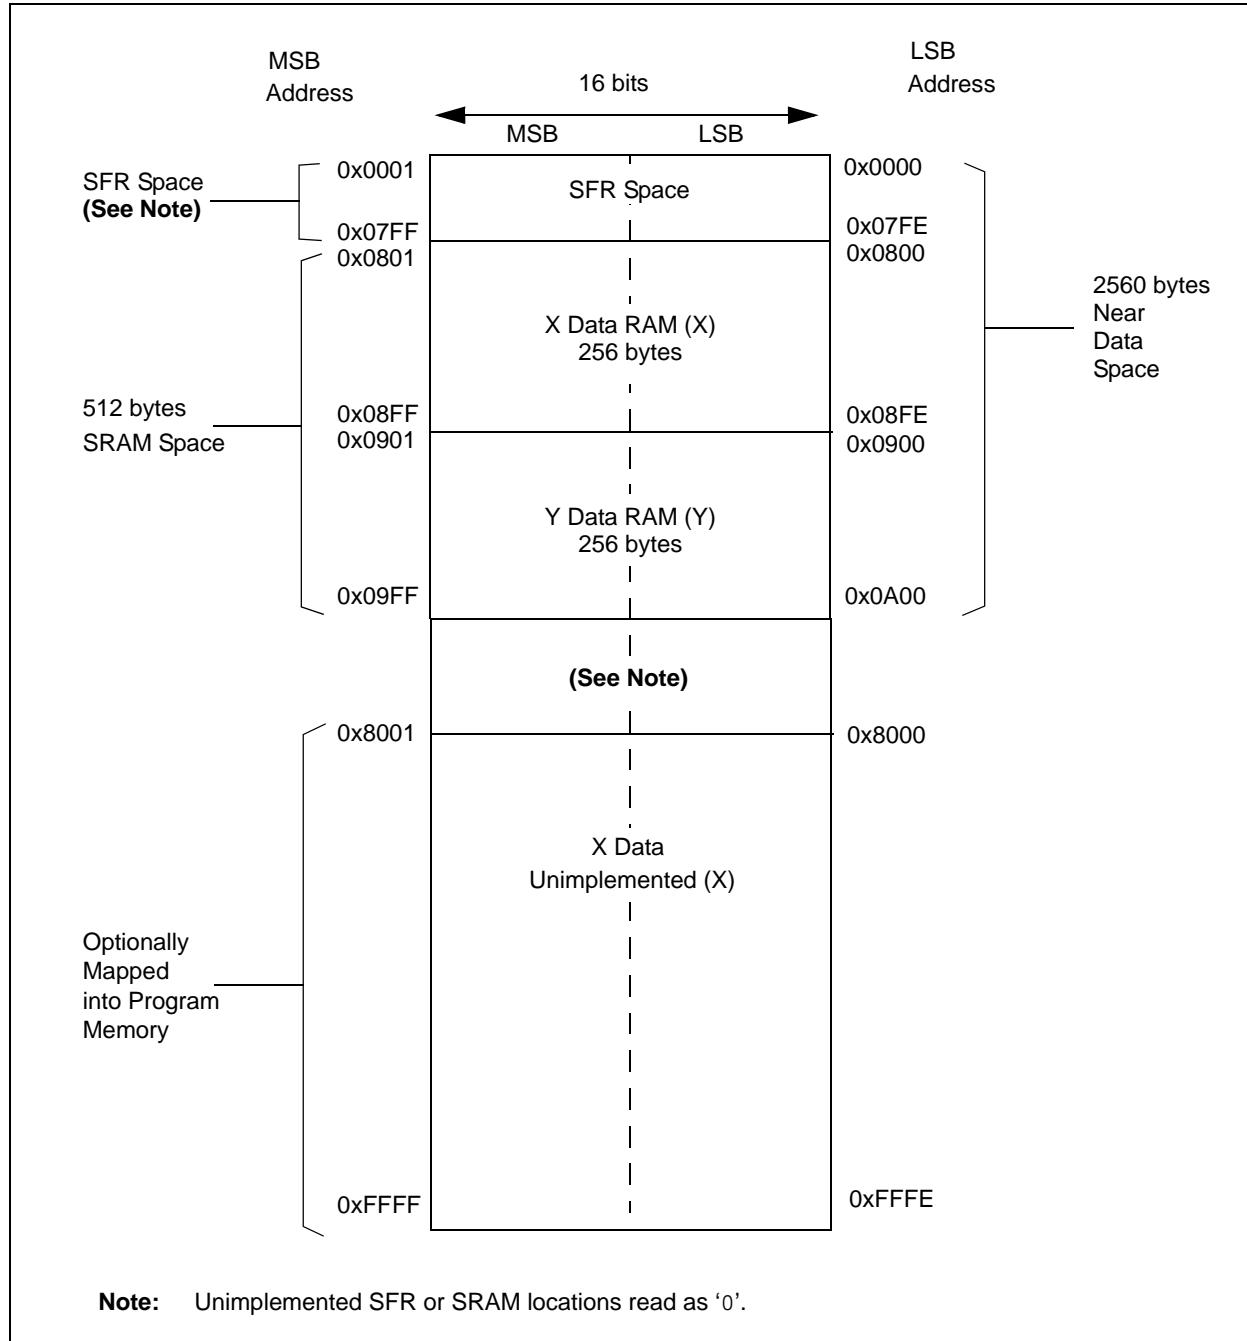 MSB
Address
16 bits
LSB
Address
MSB
LSB
SFR Space
(See Note)
0x0001
0x07FF
SFR Space
0x0000
0x07FE
0x0801
0x0800
X Data RAM (X)
256 bytes
2560 bytes
Near
Data
Space
512 bytes
SRAM Space
0x08FF
0x08FE
0x0901
0x0900
Y Data RAM (Y)
256 bytes
0x09FF
0x0A00
(See Note)
0x8001
0x8000
X Data
Unimplemented (X)
Optionally
Mapped
into Program
Memory
0xFFFF
0xFFFE
Note: Unimplemented SFR or SRAM locations read as ‘0’.